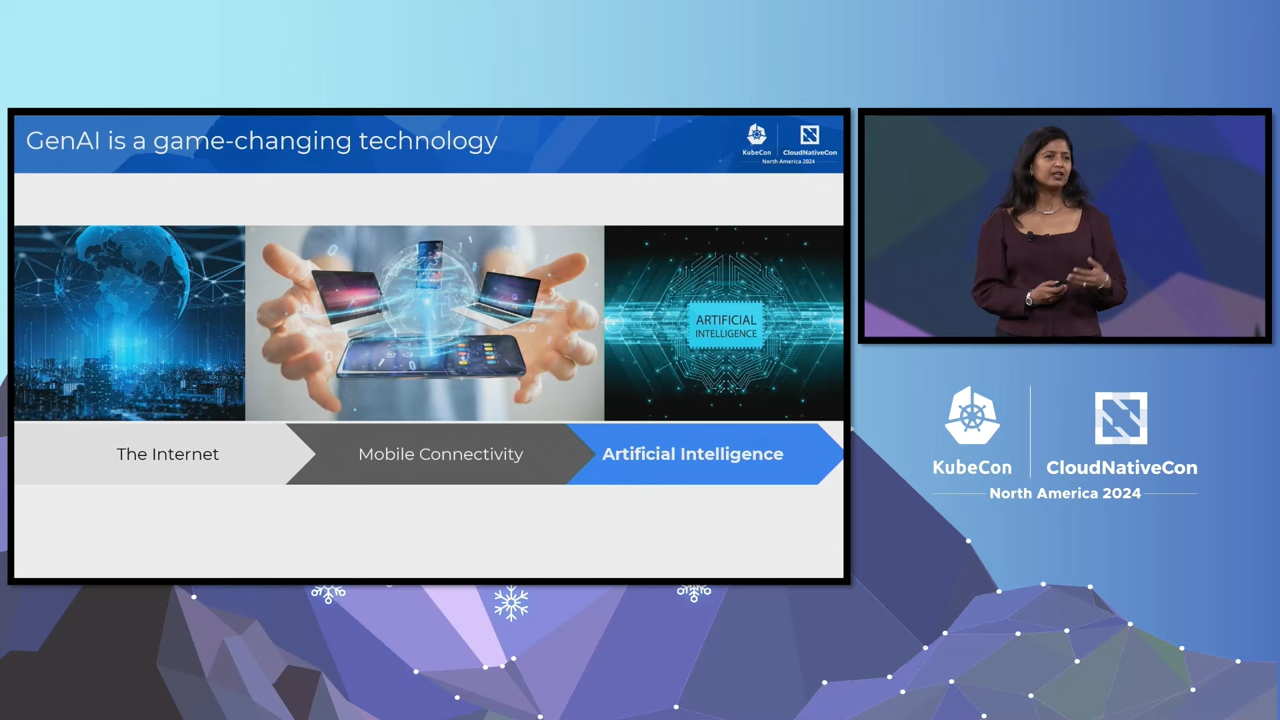 GenAI is a game-changing technology
KubeCon
CloudNativeCon
North America 2024
ARTIFICIAL
INTELLIGENCE
The Internet
Mobile Connectivity
Artificial Intelligence
KubeCon
CloudNativeCon
North America 2024